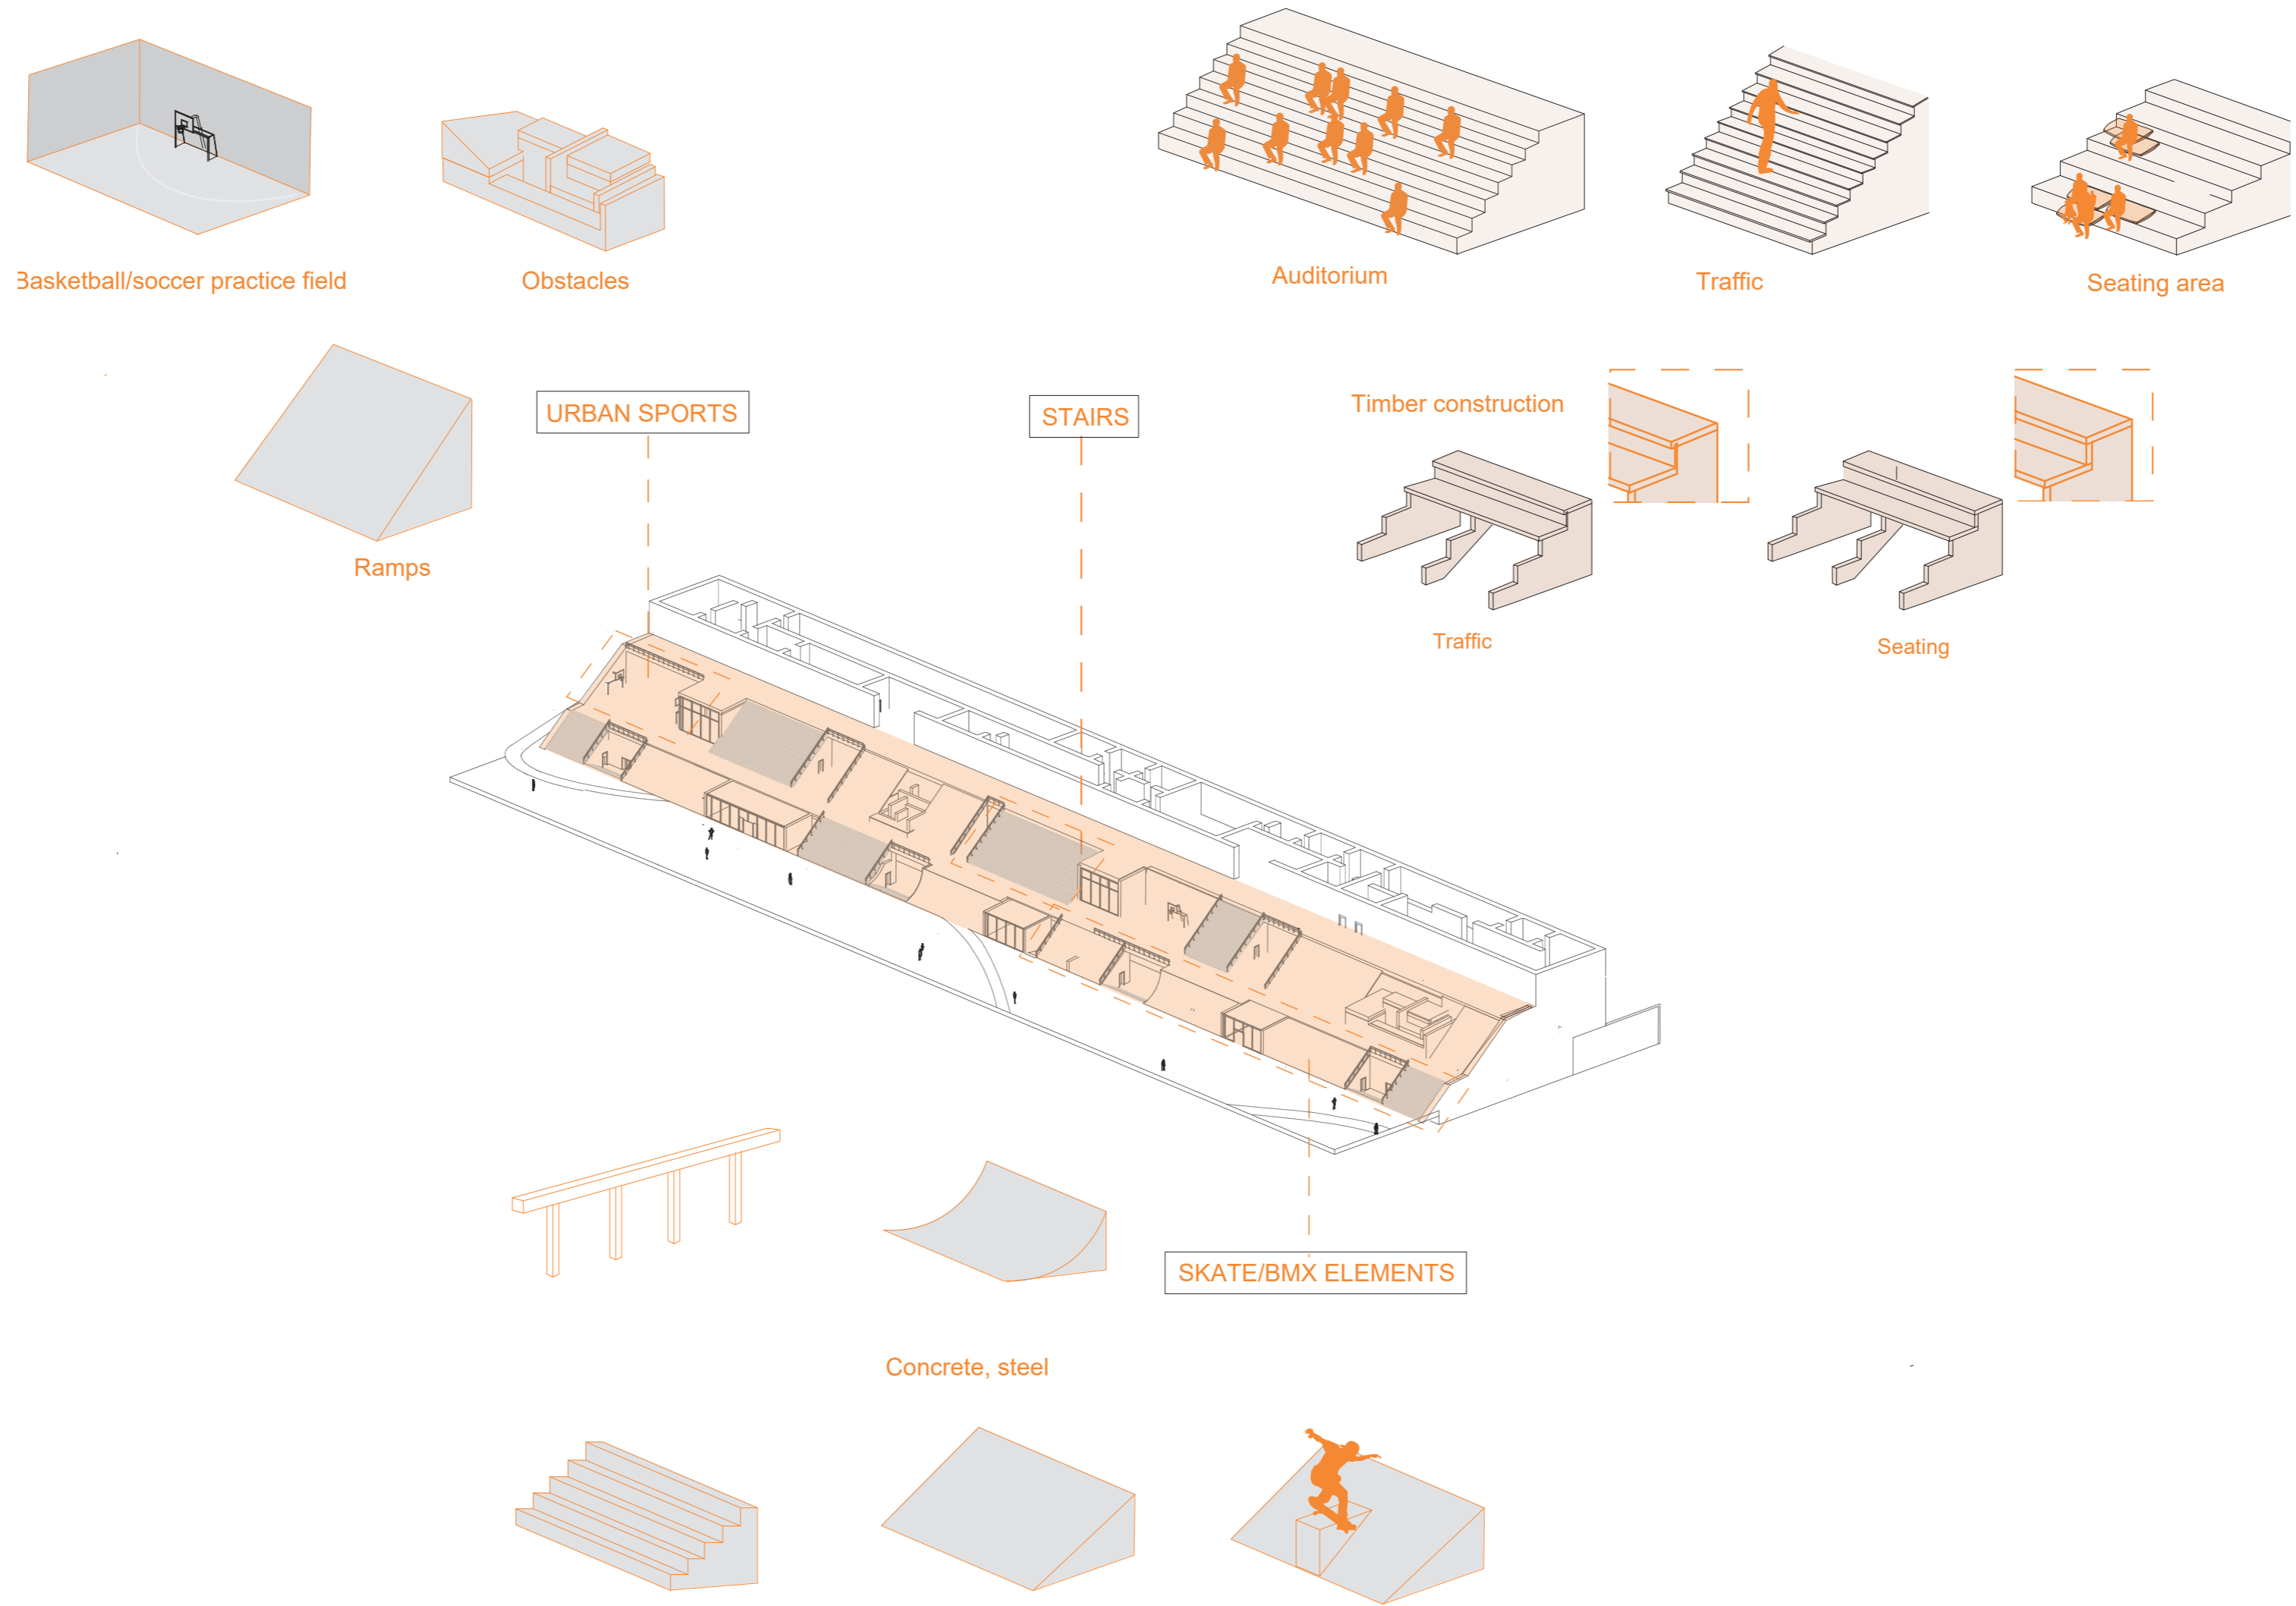 Basketball/soccer practice field
Obstacles
Auditorium
Traffic
Seating area
URBAN SPORTS
STAIRS
Timber construction
Ramps
Traffic
Seating
SKATE/BMX ELEMENTS
Concrete, steel